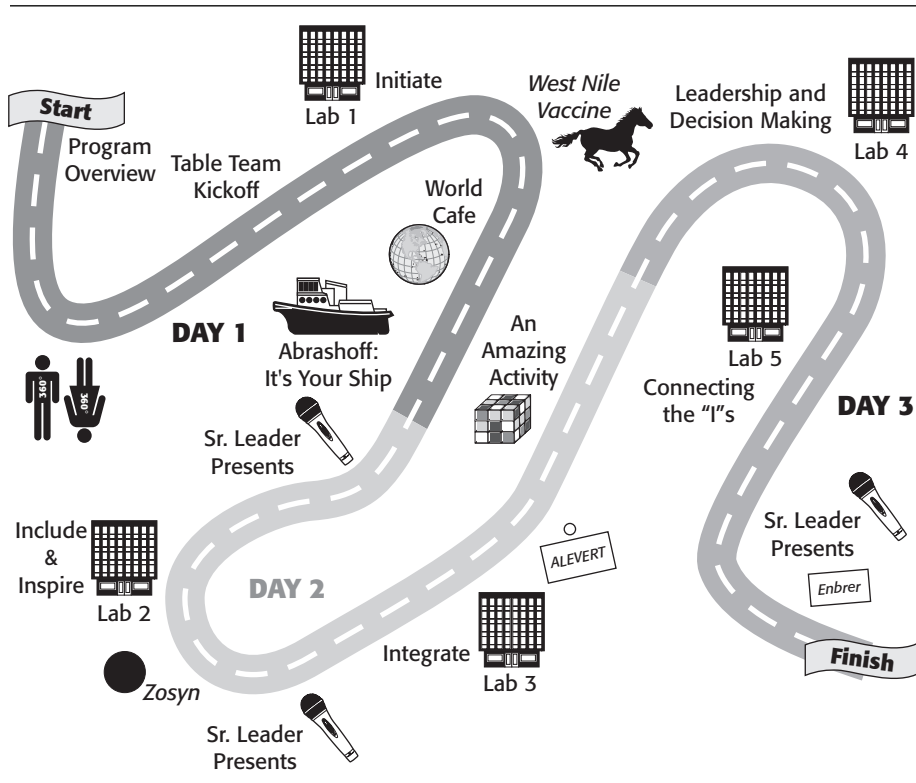 Start
Program
Overview
Table Team
Kickoff
Initiate
Lab 1
West Nile
Vaccine
World
Cafe
DAY 1
360°
360°
Abrashoff:
It's Your Ship
Sr. Leader
Presents
Include
&
Inspire
Lab 2
DAY 2
Zosyn
Sr. Leader
Presents
Integrate
Lab 3
ALEVERT
An
Amazing
Activity
Leadership and
Decision Making
Lab 4
Lab 5
Connecting
the “I”s
DAY 3
Sr. Leader
Presents
Enbrer
Finish